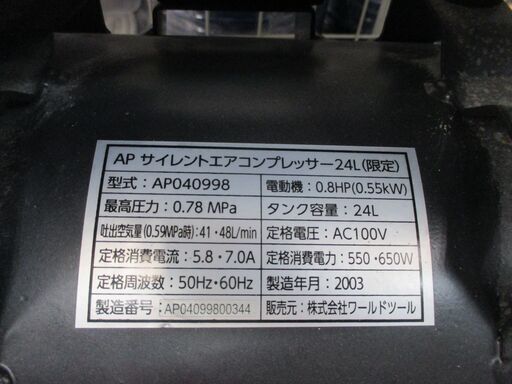 AP サイレントエアコンプレッサー24L(限定)
型式：AP040998 電動機：0.8HP(0.55kW)
最高圧力：0.78 MPa タンク容量：24L
吐出空気量(0.59MPa時)：41・48L/min 定格電圧：AC100V
定格消費電流：5.8・7.0A 定格消費電力：550・650W
定格周波数：50Hz・60Hz 製造年月：2003
製造番号：AP04099800344 販売元：株式会社ワールドツール